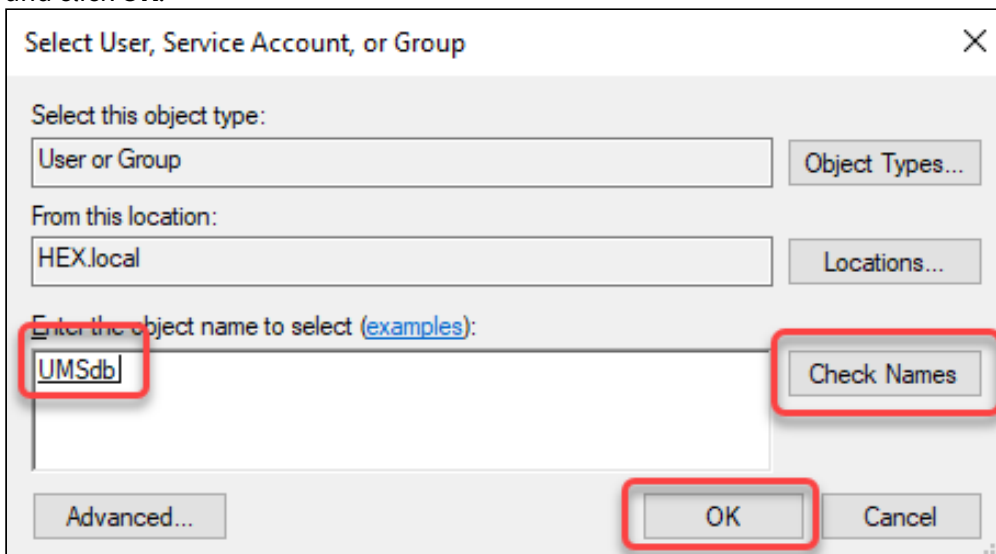 Select User, Service Account, or Group
Select this object type:
User or Group
Object Types...
From this location:
HEX.local
Locations...
Enter the object name to select (examples):
UMSdb
Check Names
Advanced...
OK
Cancel